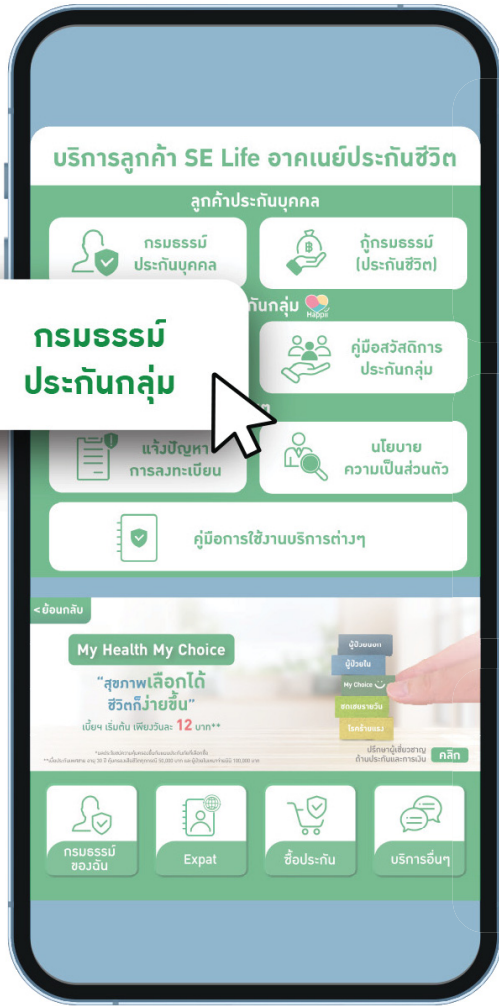 บริการลูกค้า SE Life อาคเนย์ประกันชีวิต
ลูกค้าประกันบุคคล
กรมธรรม์
ประกันบุคคล
กู้กรมธรรม์
(ประกันชีวิต)
กันกลุ่ม Mappii
กรมธรรม์
ประกันกลุ่ม
คู่มือสวัสดิการ
ประกันกลุ่ม
ๆ
แจ้งปัญหา
การลงทะเบียน
นโยบาย
ความเป็นส่วนตัว
คู่มือการใช้งานบริการต่างๆ
< ย้อนกลับ
My Health My Choice
“สุขภาพเลือกได้
ชีวิตก็ง่ายขึ้น”
เบี้ยฯ เริ่มต้น เพียงวันละ 12 บาท**
ผู้ป่วยนอก
ผู้ป่วยใน
My Choice
ชดเชยรายวัน
โรคร้ายแรง
ปรึกษาผู้เชี่ยวชาญ
ด้านประกันและการเงิน
คลิก
กรมธรรม์
ของฉัน
Expat
ซื้อประกัน
บริการอื่นๆ